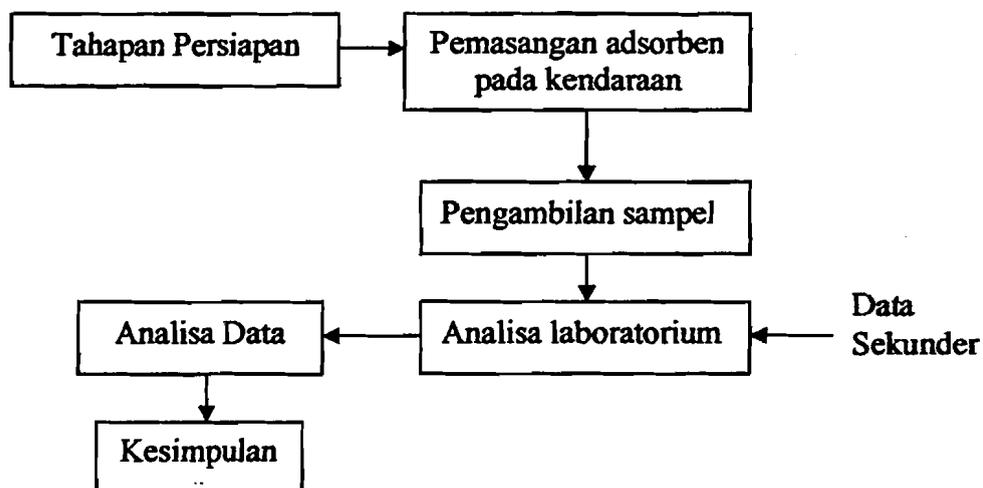 Tahapan Persiapan
Pemasangan adsorben
pada kendaraan
Pengambilan sampel
Analisa laboratorium
Data
Sekunder
Analisa Data
Kesimpulan